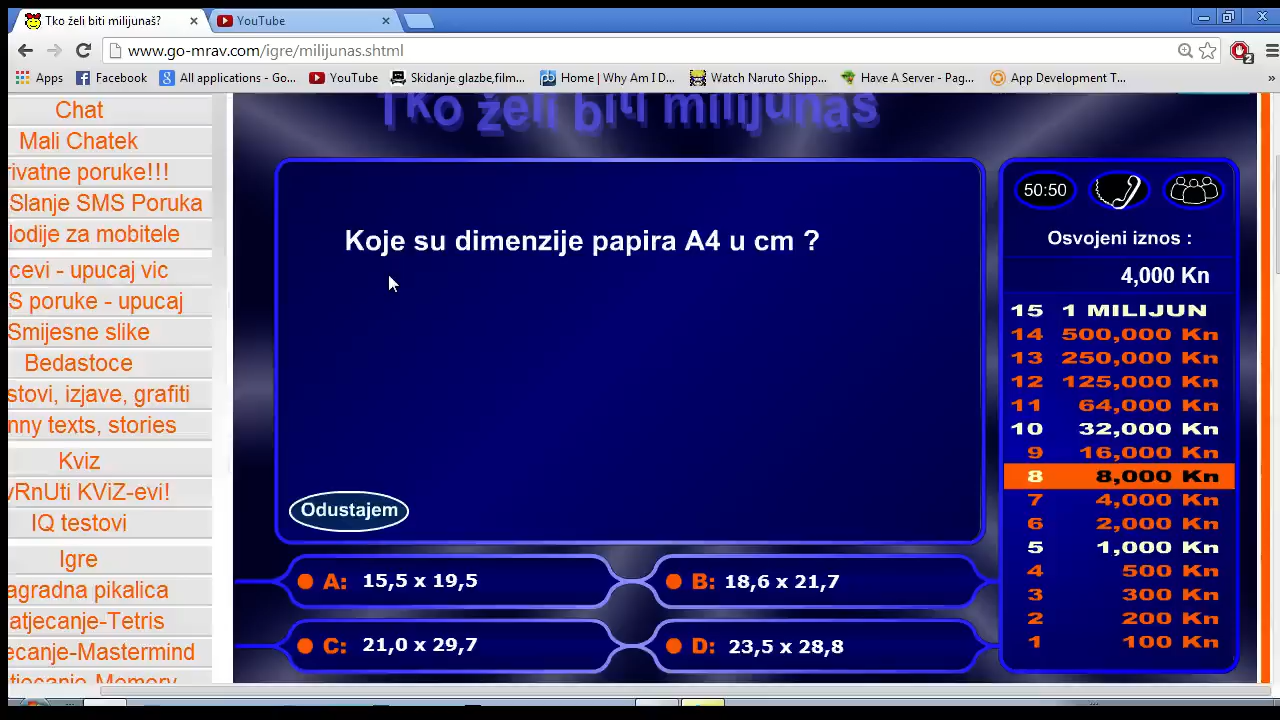 Tko želi biti milijunaš?
YouTube
www.go-mrav.com/igre/milijunas.shtml
2
Apps
Facebook
All applications - Go...
YouTube
Skidanje glazbe,film...
Home | Why Am I D...
Watch Naruto Shipp...
Have A Server - Pag...
App Development T...
»
Chat
Mali Chatek
rivatne poruke!!!
Slanje SMS Poruka
lodije za mobitele
cevi - upucaj vic
S poruke - upucaj
Smijesne slike
Bedastoce
stovi, izjave, grafiti
nny texts, stories
Kviz
vRnUti KViZ-evi!
IQ testovi
Igre
agradna pikalica
atjecanje-Tetris
ecanje-Mastermind
tjecanje-Memory
Tko želi biti milijunaš
Koje su dimenzije papira A4 u cm ?
Odustajem
A: 15,5 x 19,5
B: 18,6 x 21,7
C: 21,0 x 29,7
D: 23,5 x 28,8
50:50
Osvojeni iznos :
4,000 Kn
15 1 MILIJUN
14 500,000 Kn
13 250,000 Kn
12 125,000 Kn
11 64,000 Kn
10 32,000 Kn
9 16,000 Kn
8 8,000 Kn
7 4,000 Kn
6 2,000 Kn
5 1,000 Kn
4 500 Kn
3 300 Kn
2 200 Kn
1 100 Kn